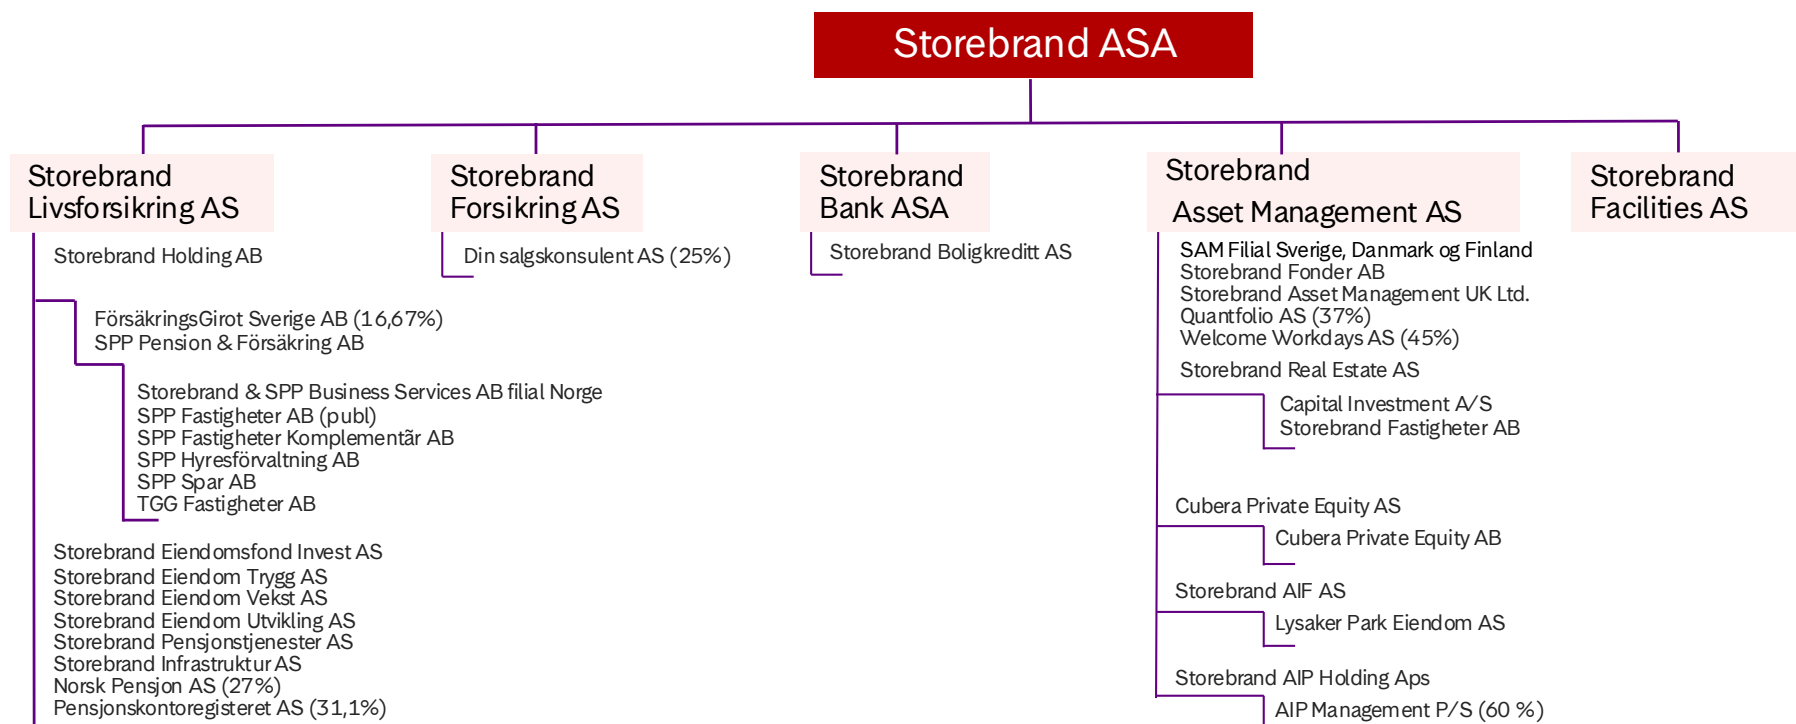 Storebrand ASA
Storebrand
Livsforsikring AS
Storebrand Holding AB
FörsäkringsGirot Sverige AB (16,67%)
SPP Pension & Försäkring AB
Storebrand & SPP Business Services AB filial Norge
SPP Fastigheter AB (publ)
SPP Fastigheter Komplementãr AB
SPP Hyresförvaltning AB
SPP Spar AB
TGG Fastigheter AB
Storebrand Eiendomsfond Invest AS
Storebrand Eiendom Trygg AS
Storebrand Eiendom Vekst AS
Storebrand Eiendom Utvikling AS
Storebrand Pensjonstjenester AS
Storebrand Infrastruktur AS
Norsk Pensjon AS (27%)
Pensjonskontoregisteret AS (31,1%)
Storebrand
Forsikring AS
Din salgskonsulent AS (25%)
Storebrand
Bank ASA
Storebrand Boligkreditt AS
Storebrand
Asset Management AS
SAM Filial Sverige, Danmark og Finland
Storebrand Fonder AB
Storebrand Asset Management UK Ltd.
Quantfolio AS (37%)
Welcome Workdays AS (45%)
Storebrand Real Estate AS
Capital Investment A/S
Storebrand Fastigheter AB
Cubera Private Equity AS
Cubera Private Equity AB
Storebrand AIF AS
Lysaker Park Eiendom AS
Storebrand AIP Holding Aps
AIP Management P/S (60 %)
Storebrand
Facilities AS